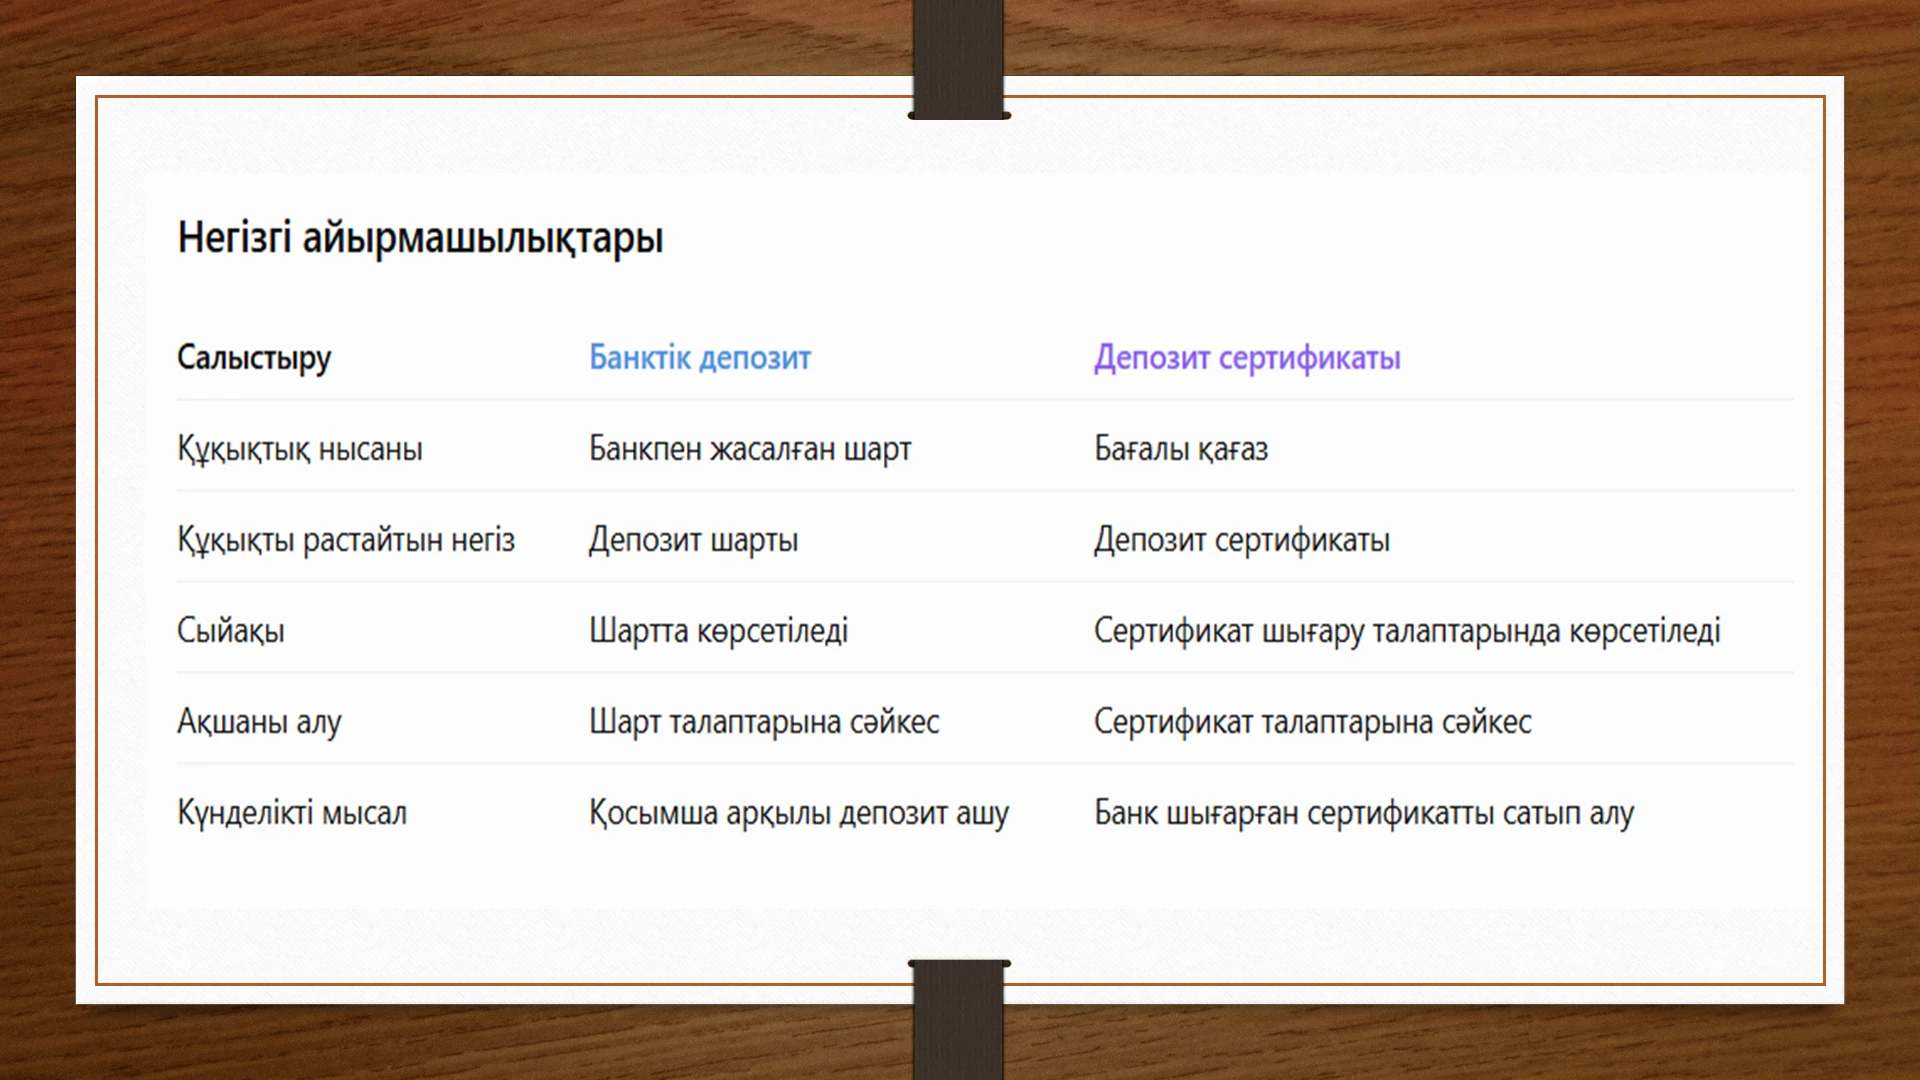 Негізгі айырмашылықтары
Салыстыру Банктік депозит Депозит сертификаты
Құқықтық нысаны Банкпен жасалған шарт Бағалы қағаз
Құқықты растайтын негіз Депозит шарты Депозит сертификаты
Сыйақы Шартта көрсетіледі Сертификат шығару талаптарында көрсетіледі
Ақшаны алу Шарт талаптарына сәйкес Сертификат талаптарына сәйкес
Күнделікті мысал Қосымша арқылы депозит ашу Банк шығарған сертификатты сатып алу